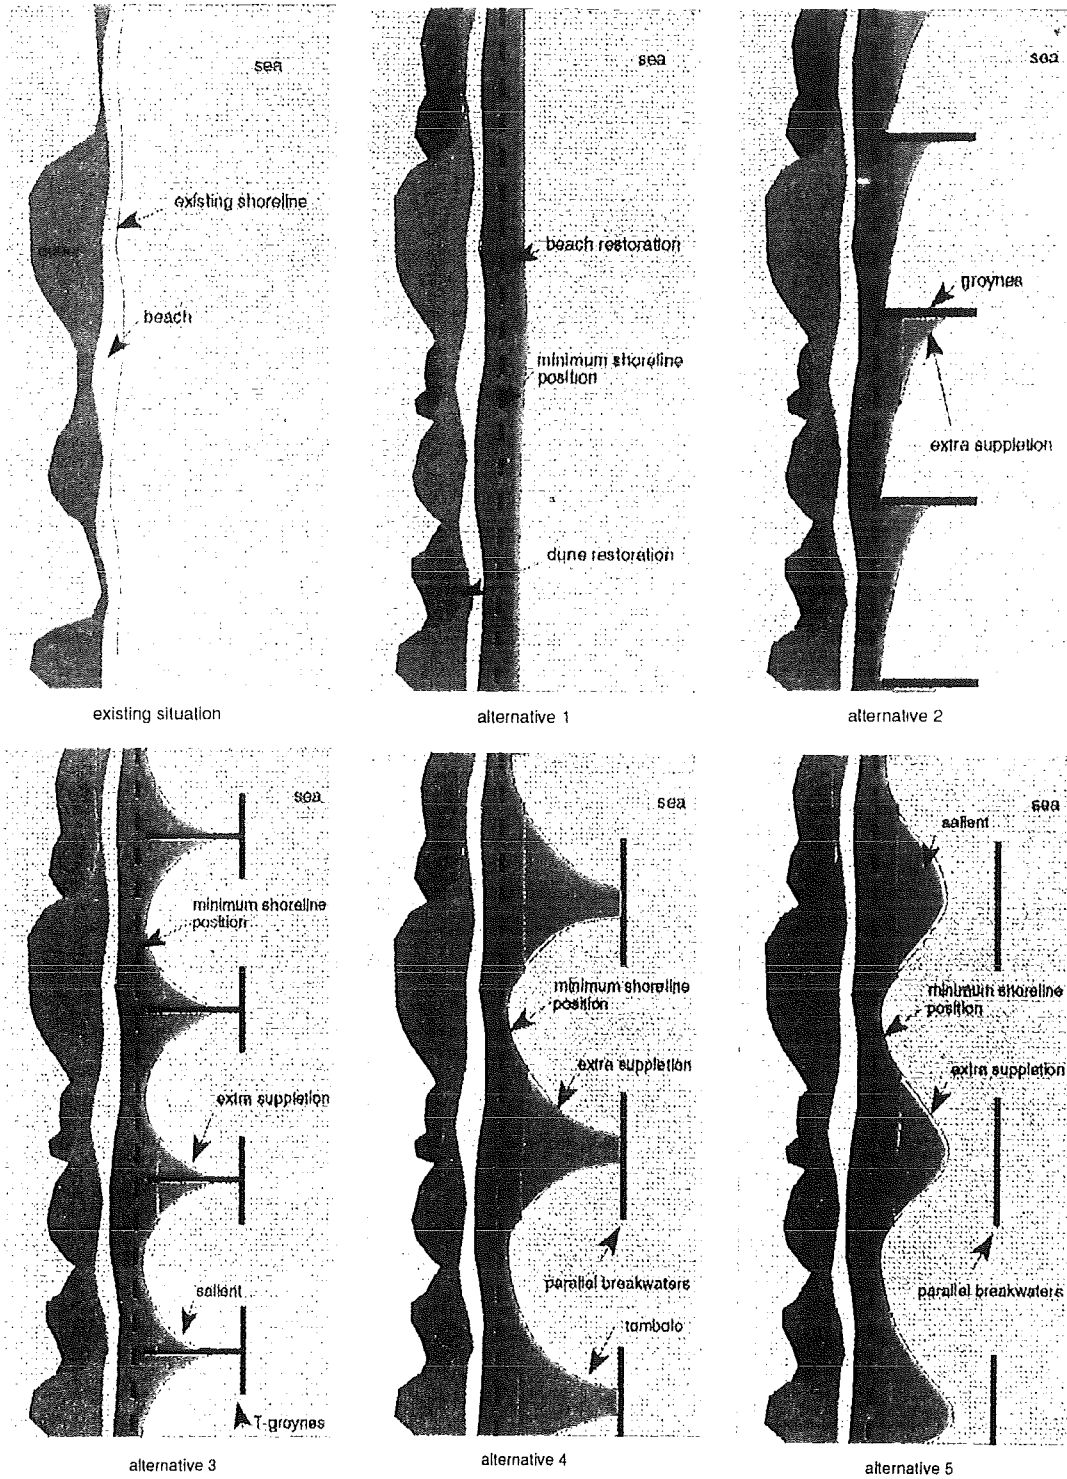 sea
existing shoreline
beach
existing situation
sea
beach restoration
minimum shoreline
position
dune restoration
alternative 1
sea
groynes
extra suppletion
alternative 2
sea
minimum shoreline
position
extra suppletion
salient
T-groynes
alternative 3
sea
minimum shoreline
position
extra suppletion
parallel breakwaters
tombolo
alternative 4
sea
salient
minimum shoreline
position
extra suppletion
parallel breakwaters
alternative 5